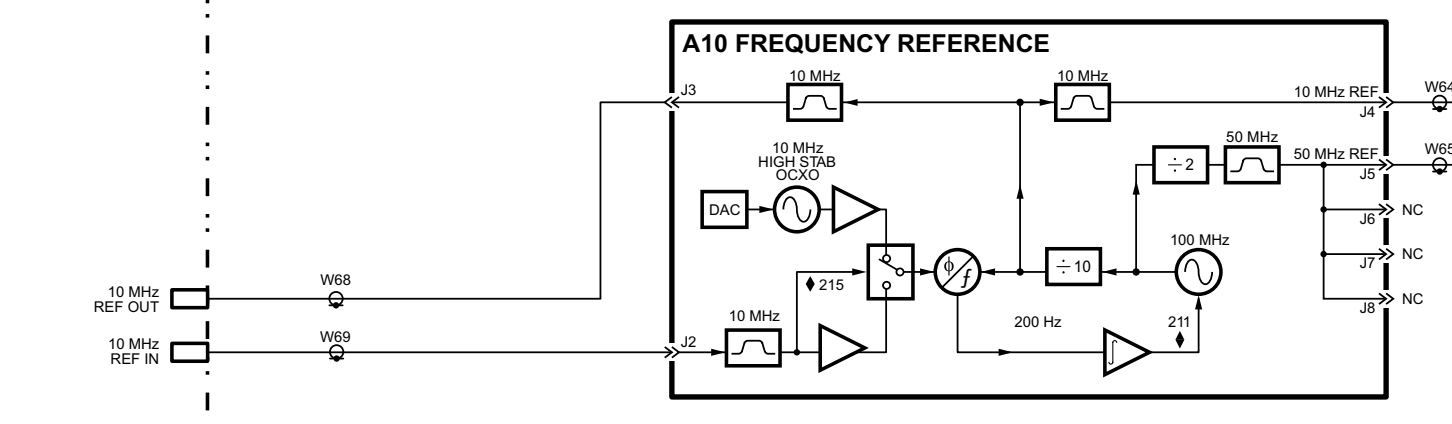 A10 FREQUENCY REFERENCE
J3
10 MHz
10 MHz
10 MHz REF
J4
W64
10 MHz
HIGH STAB
OCXO
DAC
÷ 2
50 MHz
50 MHz REF
J5
W65
J6
NC
ϕ
f
÷ 10
100 MHz
J7
NC
215
J8
NC
10 MHz
REF OUT
W68
10 MHz
REF IN
W69
J2
10 MHz
200 Hz
∫
211